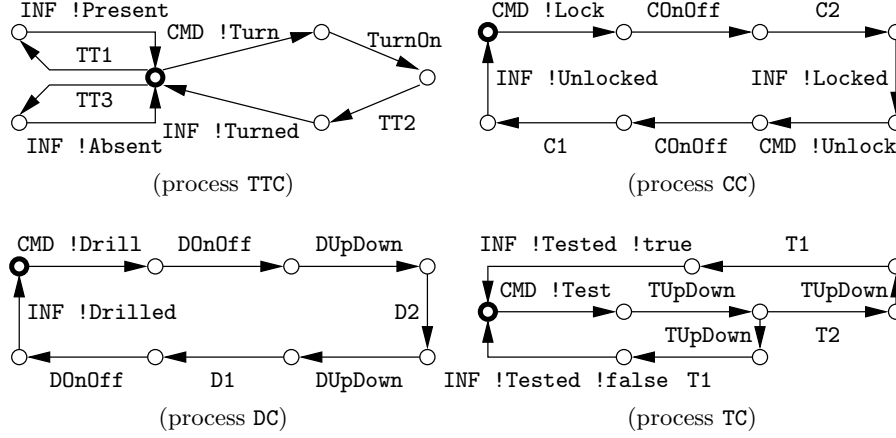 INF !Present
CMD !Turn
TurnOn
TT1
TT3
TT2
INF !Turned
INF !Absent
(process TTC)
CMD !Lock
COnOff
C2
INF !Unlocked
INF !Locked
C1
COnOff
CMD !Unlock
(process CC)
CMD !Drill
DOnOff
DUpDown
INF !Drilled
D2
DOnOff
D1
DUpDown
(process DC)
INF !Tested !true
T1
CMD !Test
TUpDown
TUpDown
TUpDown
T2
INF !Tested !false
T1
(process TC)